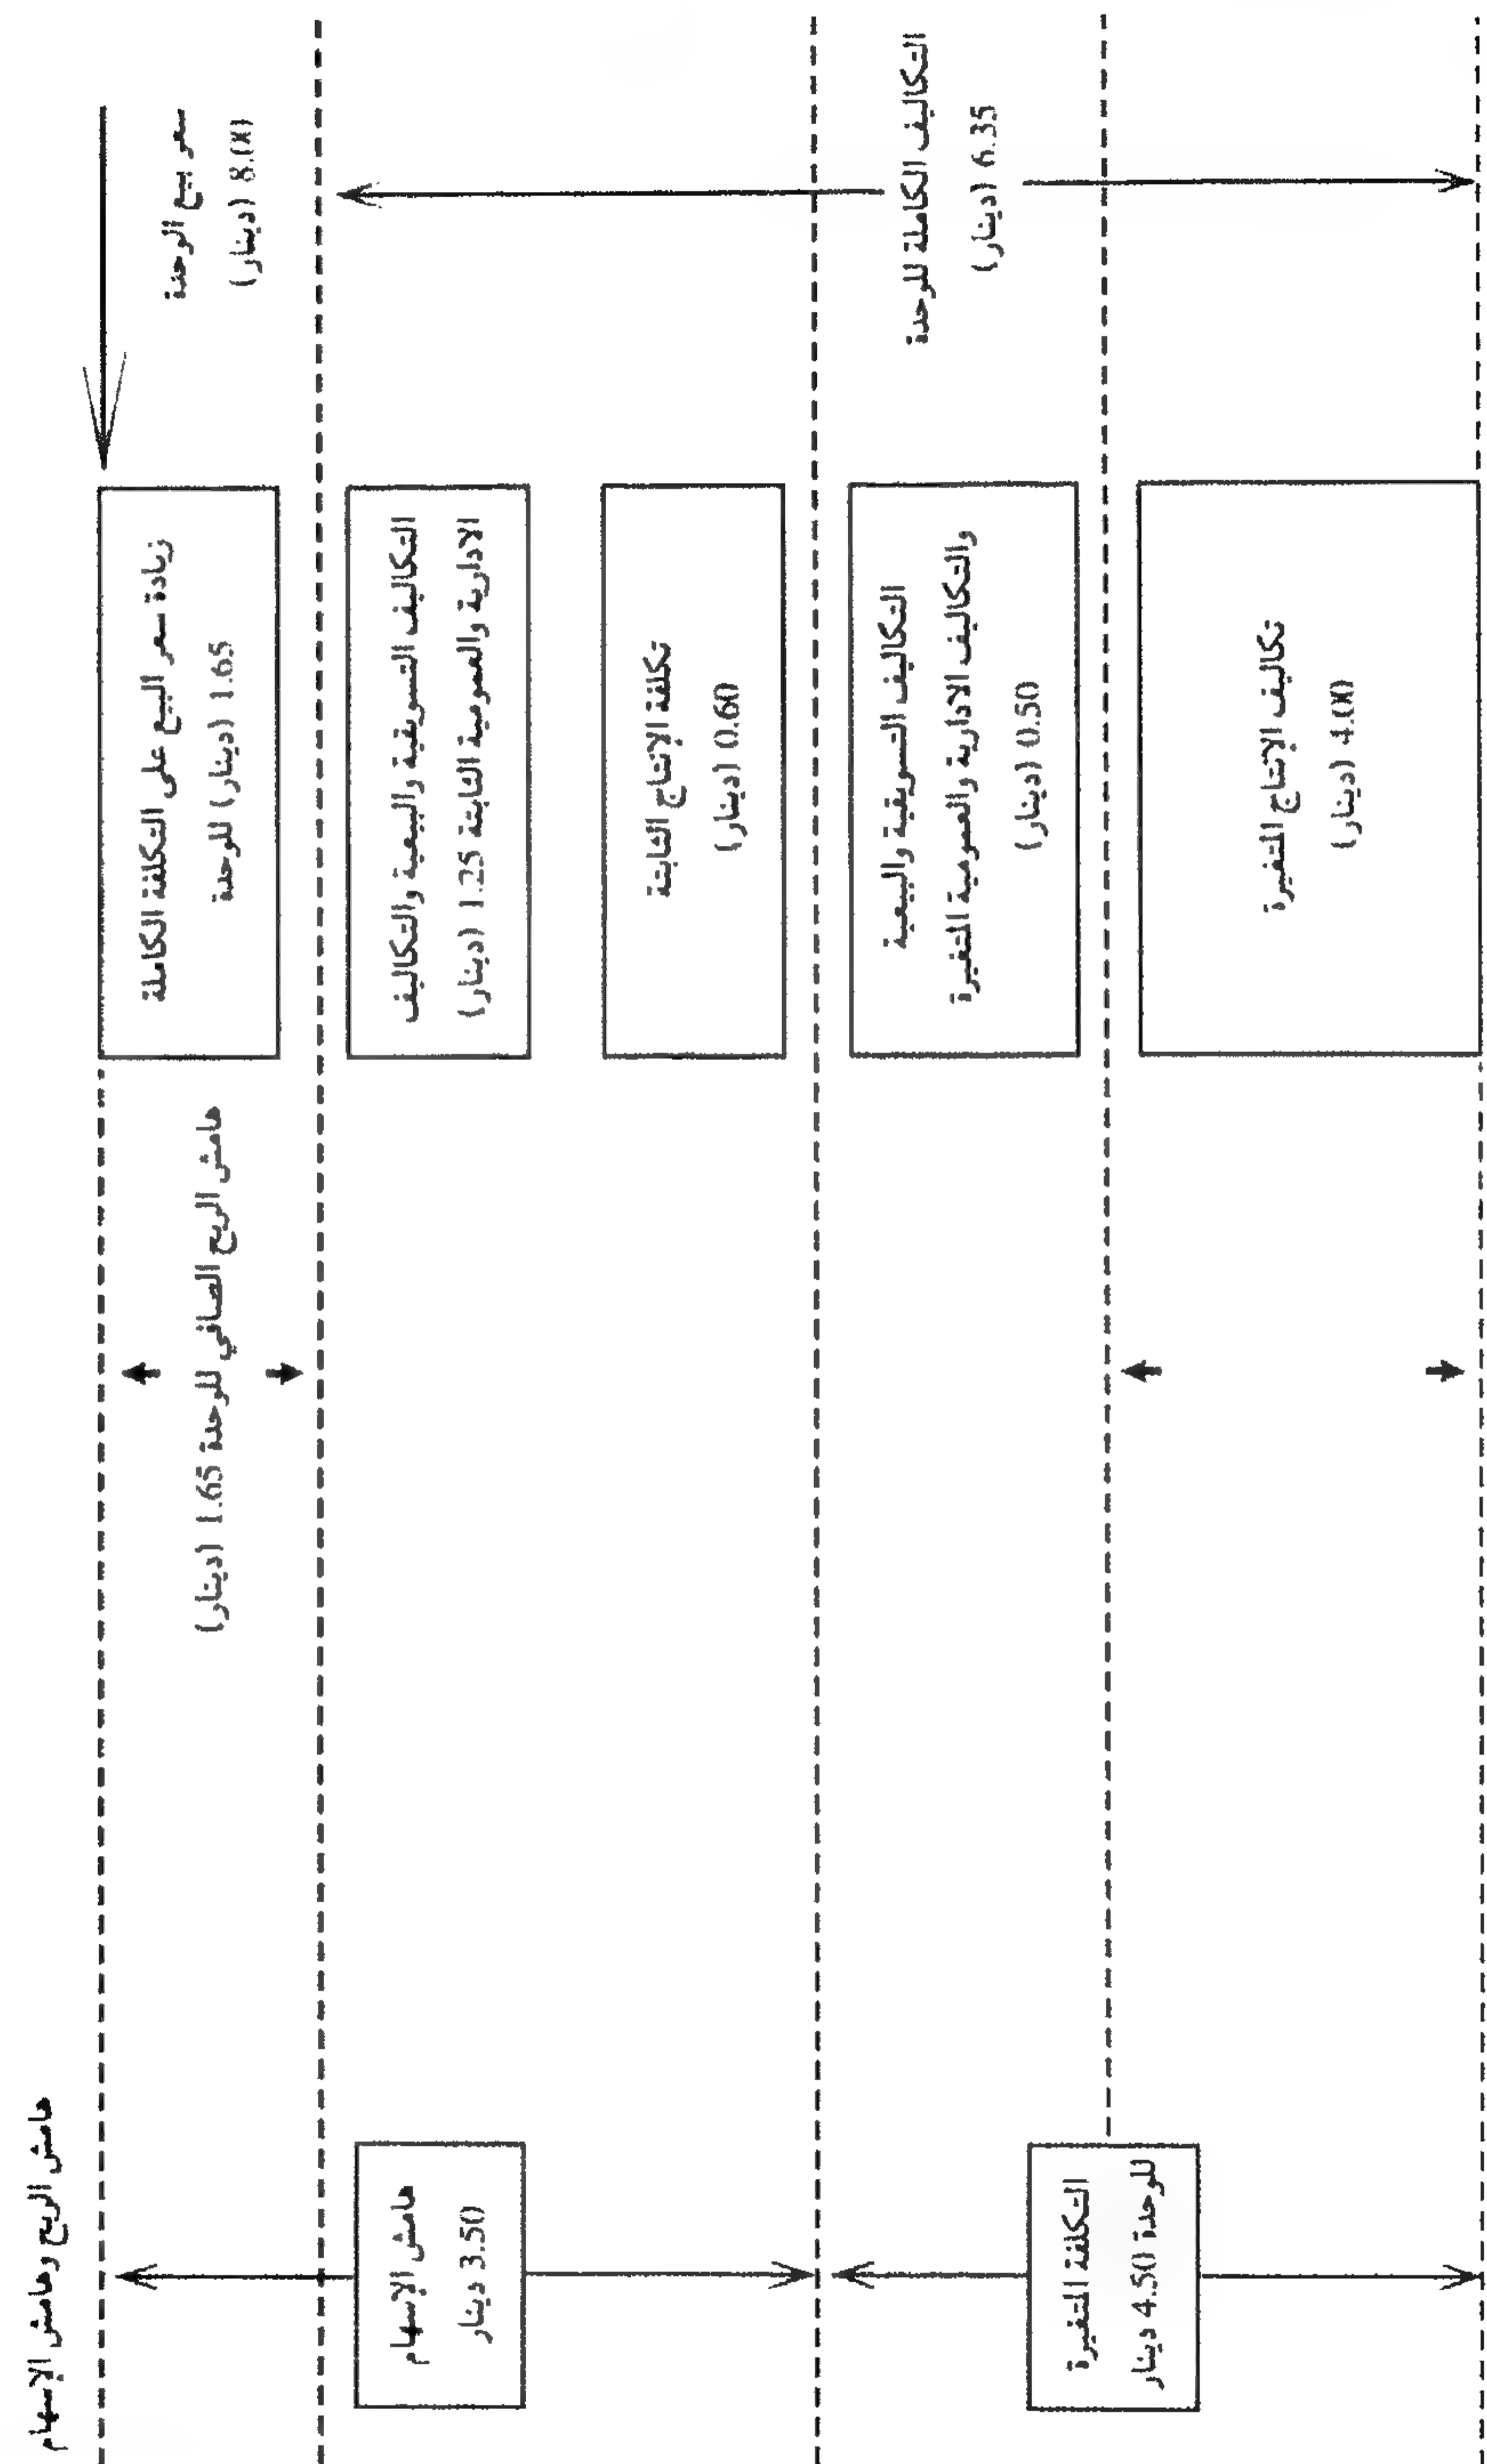 هامش الربح وهامش الإسهام
سعر بيع الوحدة
8.00 (دينار)
زيادة سعر البيع على التكلفة الكاملة
1.65 (دينار) للوحدة
هامش الربح الصافي للوحدة 1.65 (دينار)
التكاليف التسويقية والبيعية والتكاليف
الادارية والعمومية الثابتة 1.25 (دينار)
هامش الإسهام
3.50 دينار
تكلفة الإنتاج الثابتة
0.60 (دينار)
التكاليف الكاملة للوحدة
6.35 (دينار)
التكاليف التسويقية والبيعية
والتكاليف الادارية والعمومية المتغيرة
0.50 (دينار)
التكلفة المتغيرة
للوحدة 4.50 دينار
تكاليف الإنتاج المتغيرة
4.00 (دينار)